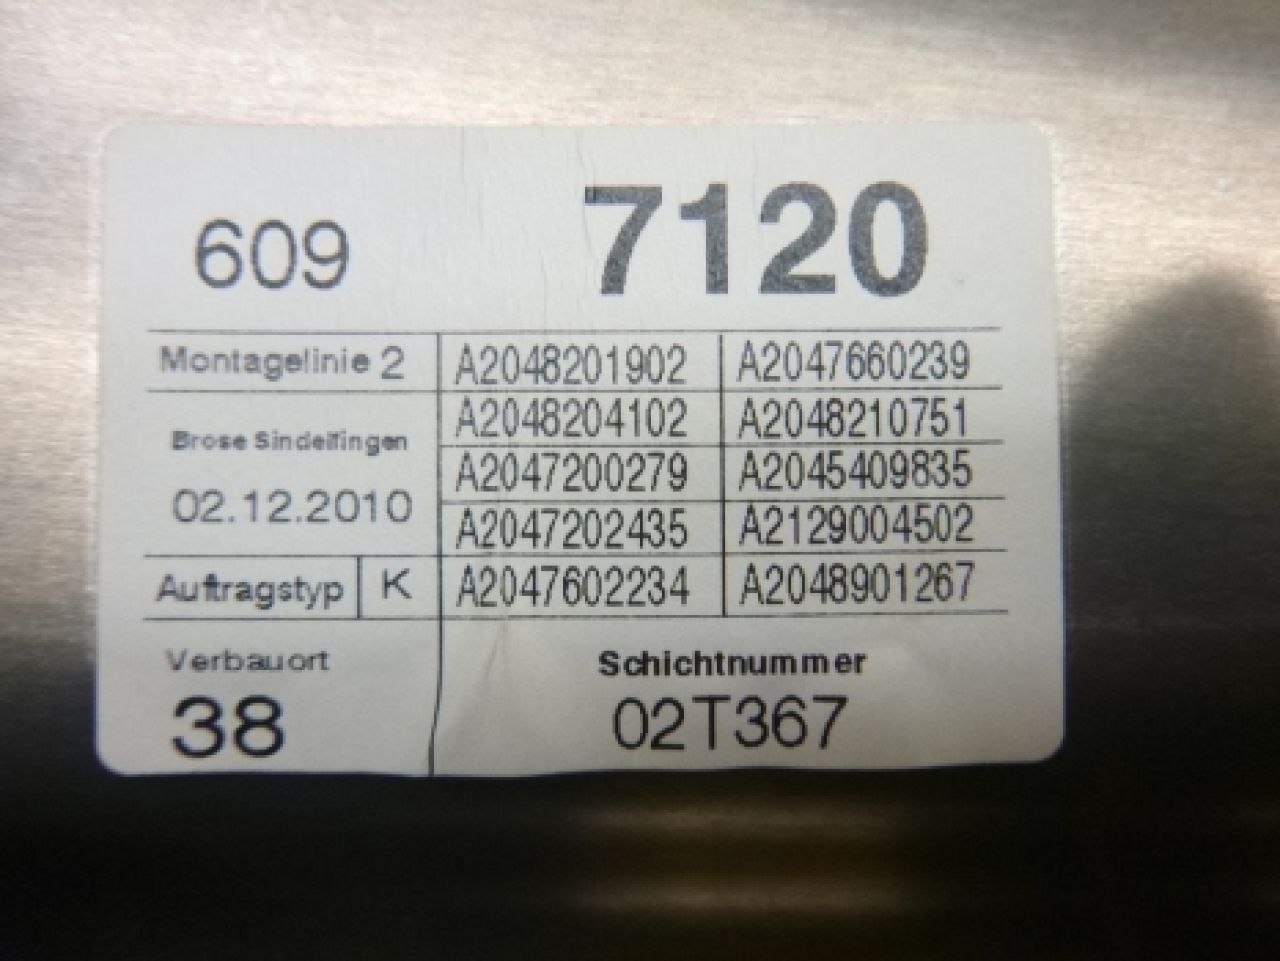 609 7120
Montagelinie 2 A2048201902 A2047660239
A2048204102 A2048210751
Brose Sindelfingen
A2047200279 A2045409835
02.12.2010
A2047202435 A2129004502
Auftragstyp K A2047602234 A2048901267
Verbauort Schichtnummer
38 02T367